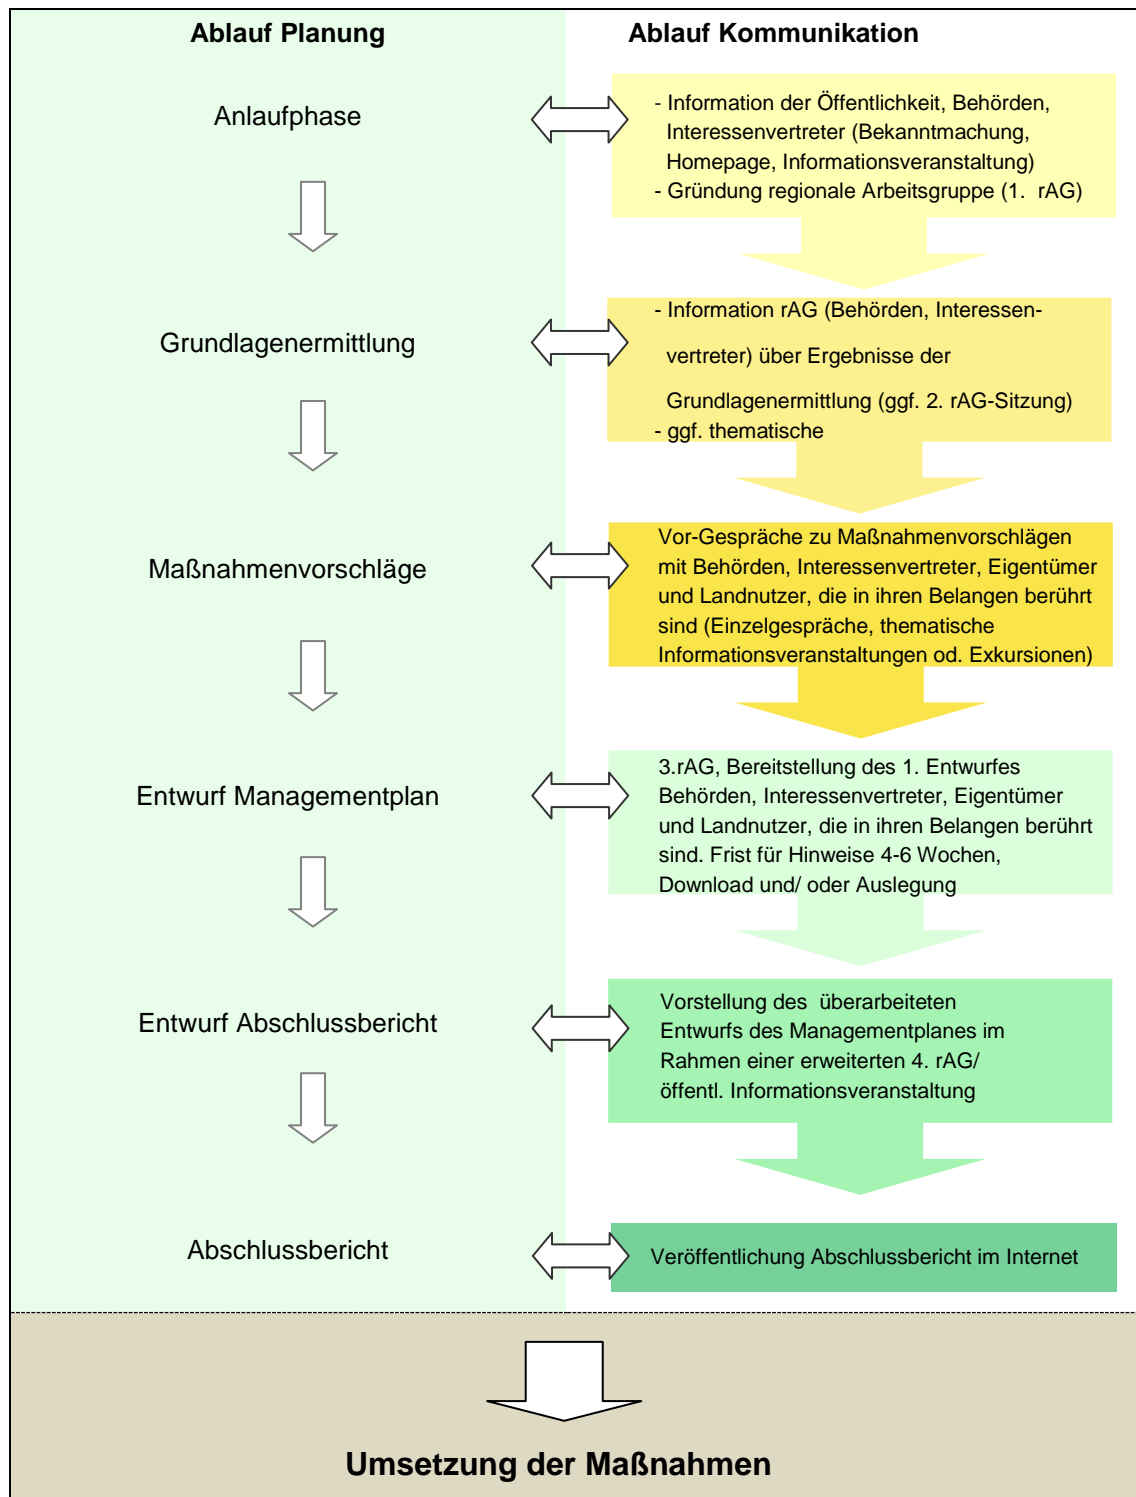 Ablauf Planung
Ablauf Kommunikation
Anlaufphase
- Information der Öffentlichkeit, Behörden,
Interessenvertreter (Bekanntmachung,
Homepage, Informationsveranstaltung)
- Gründung regionale Arbeitsgruppe (1. rAG)
Grundlagenermittlung
- Information rAG (Behörden, Interessen-
vertreter) über Ergebnisse der
Grundlagenermittlung (ggf. 2. rAG-Sitzung)
- ggf. thematische
Maßnahmenvorschläge
Vor-Gespräche zu Maßnahmenvorschlägen
mit Behörden, Interessenvertreter, Eigentümer
und Landnutzer, die in ihren Belangen berührt
sind (Einzelgespräche, thematische
Informationsveranstaltungen od. Exkursionen)
Entwurf Managementplan
3.rAG, Bereitstellung des 1. Entwurfes
Behörden, Interessenvertreter, Eigentümer
und Landnutzer, die in ihren Belangen berührt
sind. Frist für Hinweise 4-6 Wochen,
Download und/ oder Auslegung
Entwurf Abschlussbericht
Vorstellung des überarbeiteten
Entwurfs des Managementplanes im
Rahmen einer erweiterten 4. rAG/
öffentl. Informationsveranstaltung
Abschlussbericht
Veröffentlichung Abschlussbericht im Internet
Umsetzung der Maßnahmen